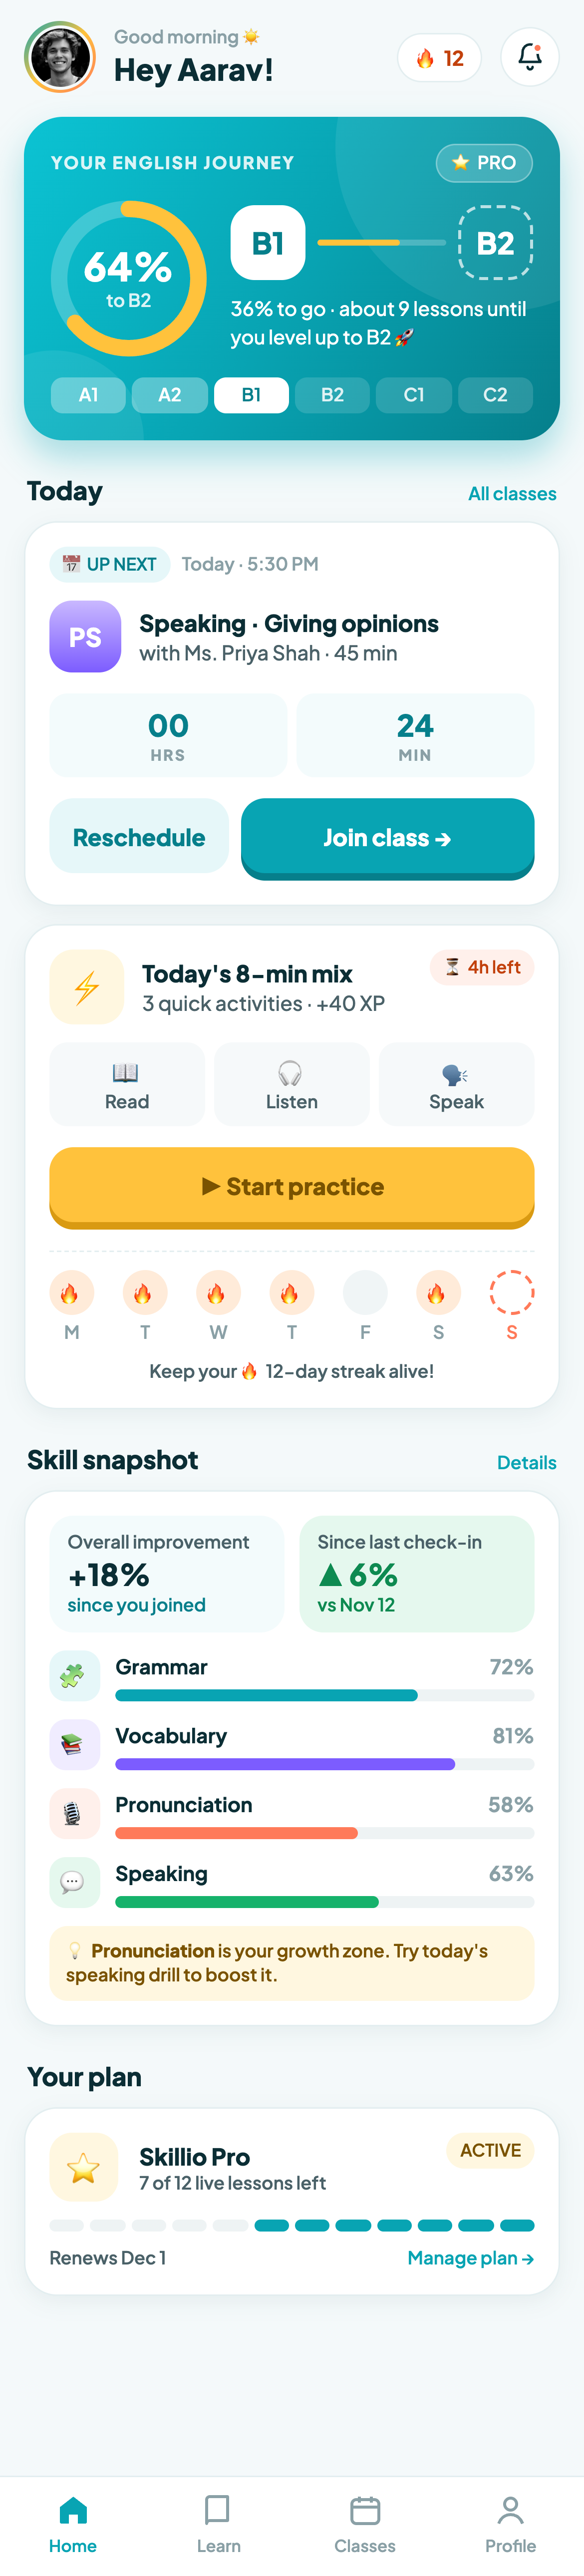 Good morning ☀️
Hey Aarav!
🔥 12
YOUR ENGLISH JOURNEY
⭐ PRO
64%
to B2
B1
B2
36% to go · about 9 lessons until
you level up to B2 🚀
A1 A2 B1 B2 C1 C2
Today
All classes
📅 UP NEXT
Today · 5:30 PM
PS
Speaking · Giving opinions
with Ms. Priya Shah · 45 min
00
HRS
24
MIN
Reschedule
Join class →
Today's 8-min mix
3 quick activities · +40 XP
⏳ 4h left
Read
Listen
Speak
▶ Start practice
M T W T F S S
Keep your 🔥 12-day streak alive!
Skill snapshot
Details
Overall improvement
+18%
since you joined
Since last check-in
▲ 6%
vs Nov 12
Grammar 72%
Vocabulary 81%
Pronunciation 58%
Speaking 63%
💡 Pronunciation is your growth zone. Try today's
speaking drill to boost it.
Your plan
Skillio Pro
7 of 12 live lessons left
ACTIVE
Renews Dec 1
Manage plan →
Home
Learn
Classes
Profile